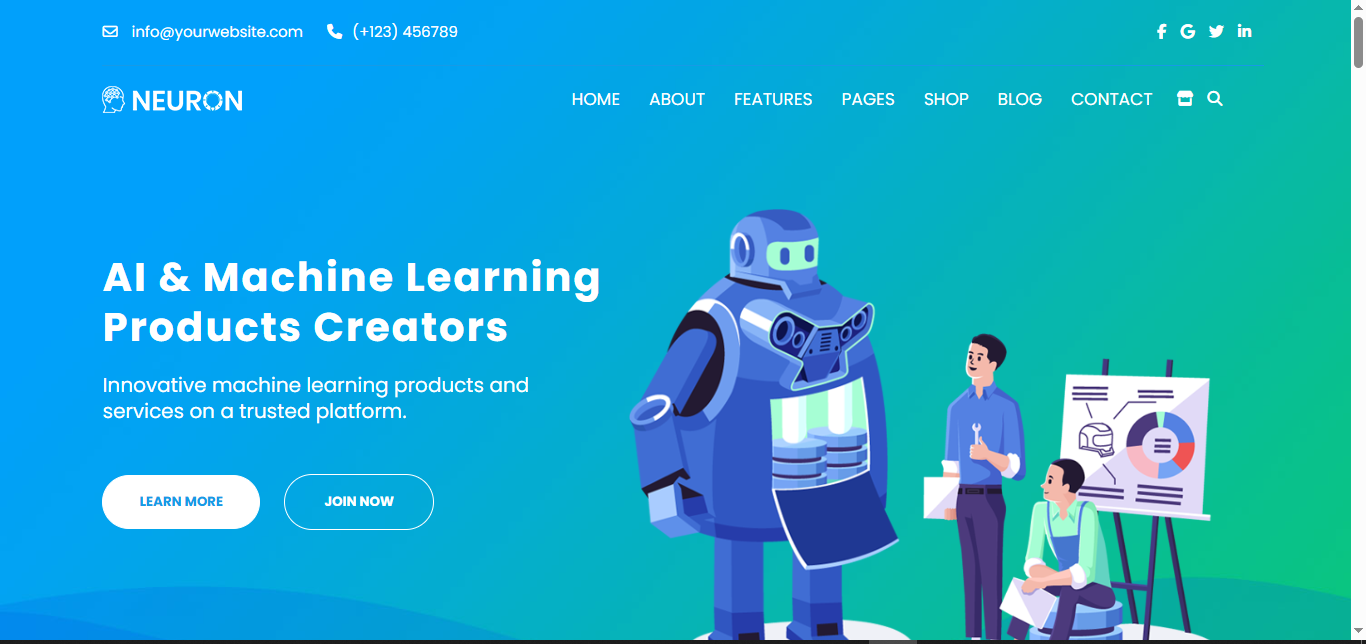 info@yourwebsite.com (+123) 456789
NEURON
HOME ABOUT FEATURES PAGES SHOP BLOG CONTACT
AI & Machine Learning
Products Creators
Innovative machine learning products and
services on a trusted platform.
LEARN MORE JOIN NOW